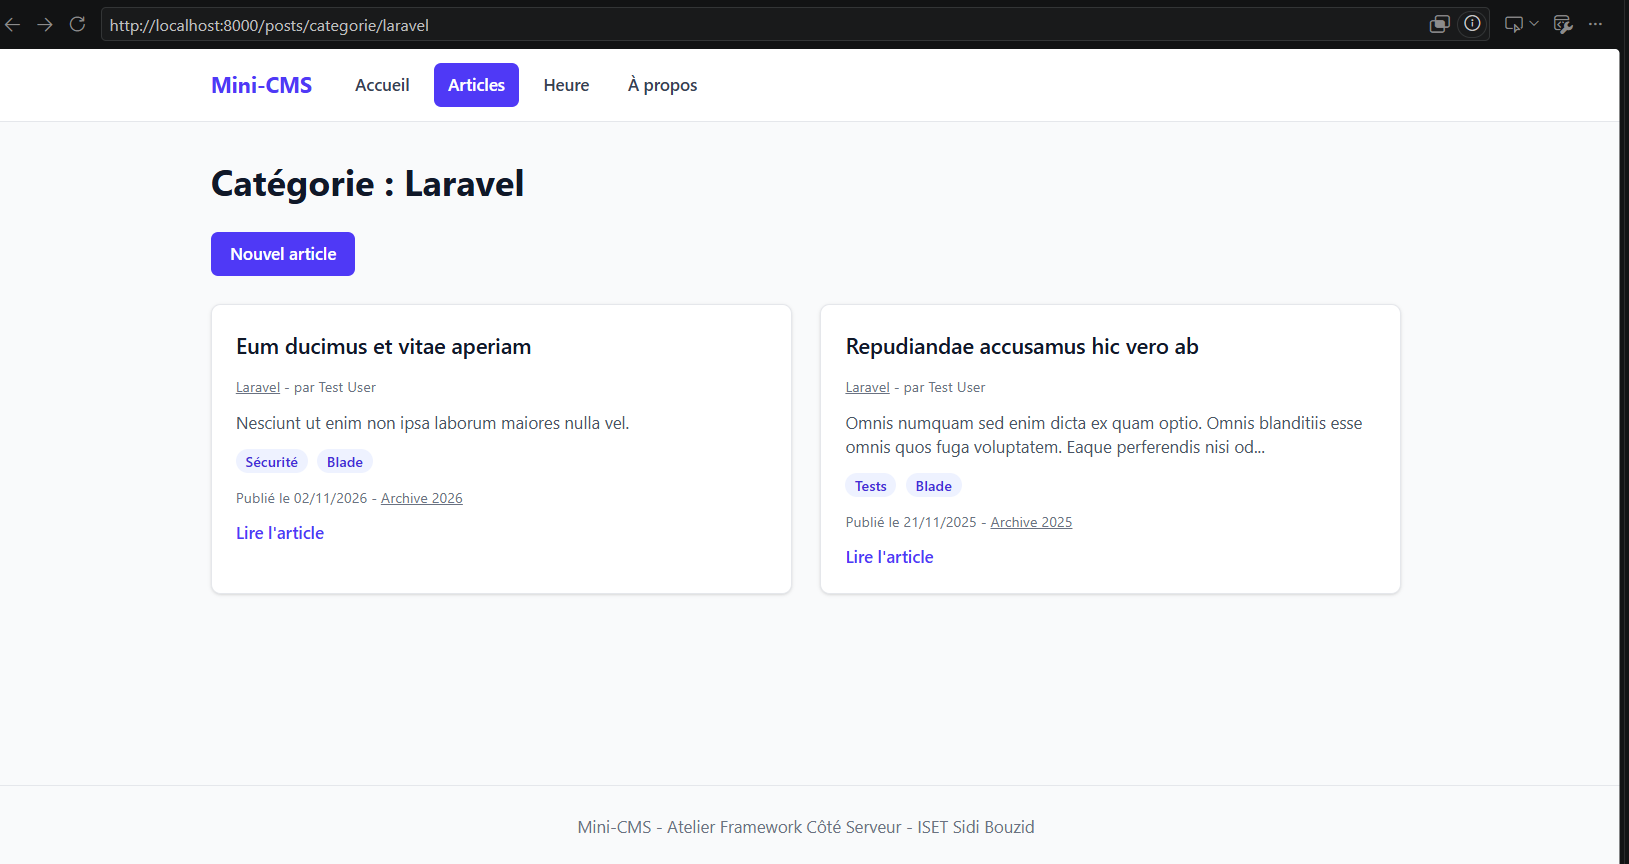 http://localhost:8000/posts/categorie/laravel
Mini-CMS Accueil Articles Heure À propos
Catégorie : Laravel
Nouvel article
Eum ducimus et vitae aperiam
Laravel - par Test User
Nesciunt ut enim non ipsa laborum maiores nulla vel.
Sécurité Blade
Publié le 02/11/2026 - Archive 2026
Lire l'article
Repudiandae accusamus hic vero ab
Laravel - par Test User
Omnis numquam sed enim dicta ex quam optio. Omnis blanditiis esse
omnis quos fuga voluptatem. Eaque perferendis nisi od...
Tests Blade
Publié le 21/11/2025 - Archive 2025
Lire l'article
Mini-CMS - Atelier Framework Côté Serveur - ISET Sidi Bouzid